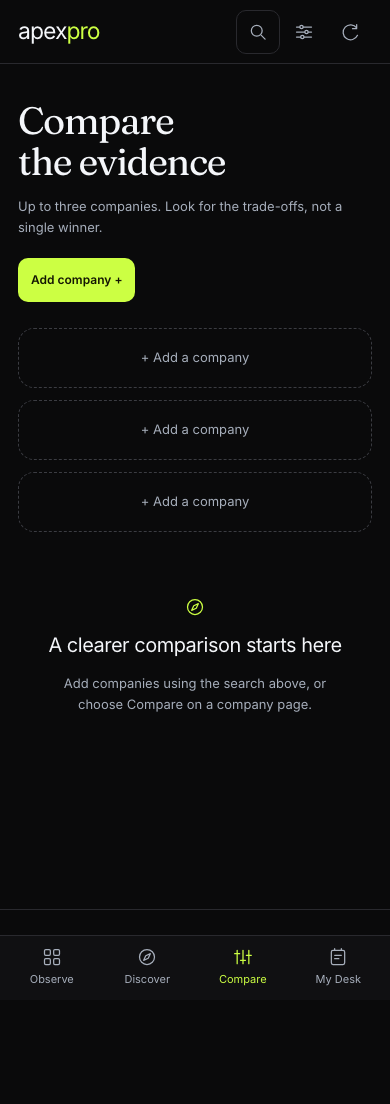 apexpro
Compare
the evidence
Up to three companies. Look for the trade-offs, not a
single winner.
Add company +
+ Add a company
+ Add a company
+ Add a company
A clearer comparison starts here
Add companies using the search above, or
choose Compare on a company page.
Observe
Discover
Compare
My Desk